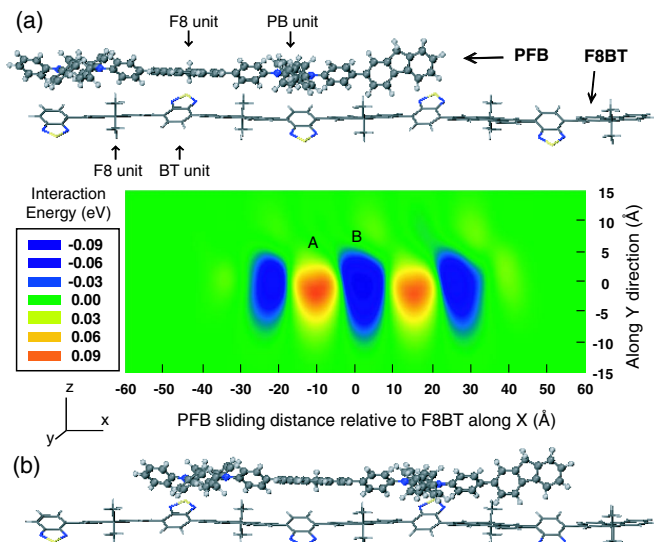 (a)
F8 unit
PB unit
PFB
F8BT
F8 unit
BT unit
Interaction
Energy (eV)
-0.09
-0.06
-0.03
0.00
0.03
0.06
0.09
A
B
15
10
5
0
-5
-10
-15
Along Y direction (Å)
-60 -50 -40 -30 -20 -10 0 10 20 30 40 50 60
PFB sliding distance relative to F8BT along X (Å)
z
y
x
(b)